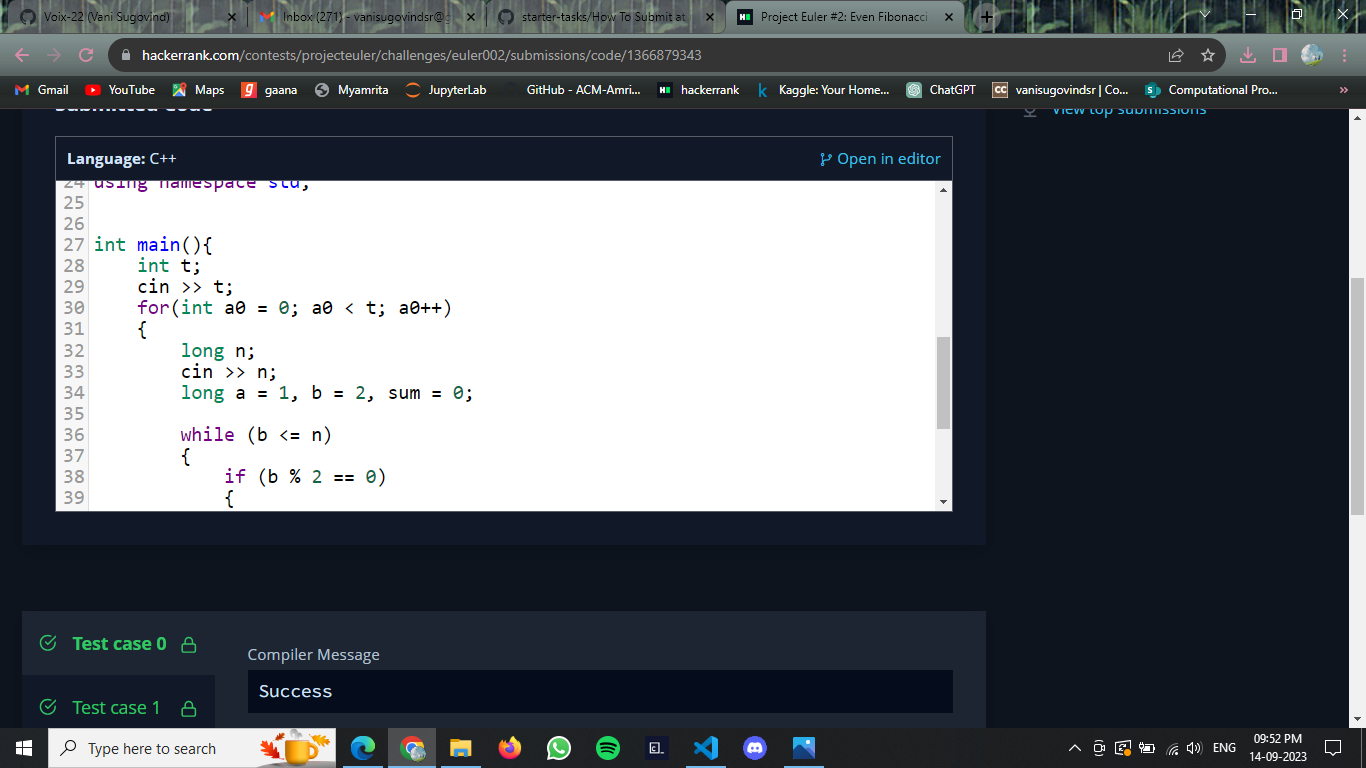 Voix-22 (Vani Sugovind)
Inbox (271) - vanisugovindsr@g
starter-tasks/How To Submit at
Project Euler #2: Even Fibonacci
hackerrank.com/contests/projecteuler/challenges/euler002/submissions/code/1366879343
Gmail YouTube Maps gaana Myamrita JupyterLab GitHub - ACM-Amri... hackerrank Kaggle: Your Home... ChatGPT vanisugovindsr | Co... Computational Pro... »
Submitted Code
View top submissions
Language: C++
Open in editor
24 using namespace std;
25
26
27 int main(){
28 int t;
29 cin >> t;
30 for(int a0 = 0; a0 < t; a0++)
31 {
32 long n;
33 cin >> n;
34 long a = 1, b = 2, sum = 0;
35
36 while (b <= n)
37 {
38 if (b % 2 == 0)
39 {
Test case 0
Compiler Message
Success
Test case 1
Type here to search
ENG
09:52 PM
14-09-2023